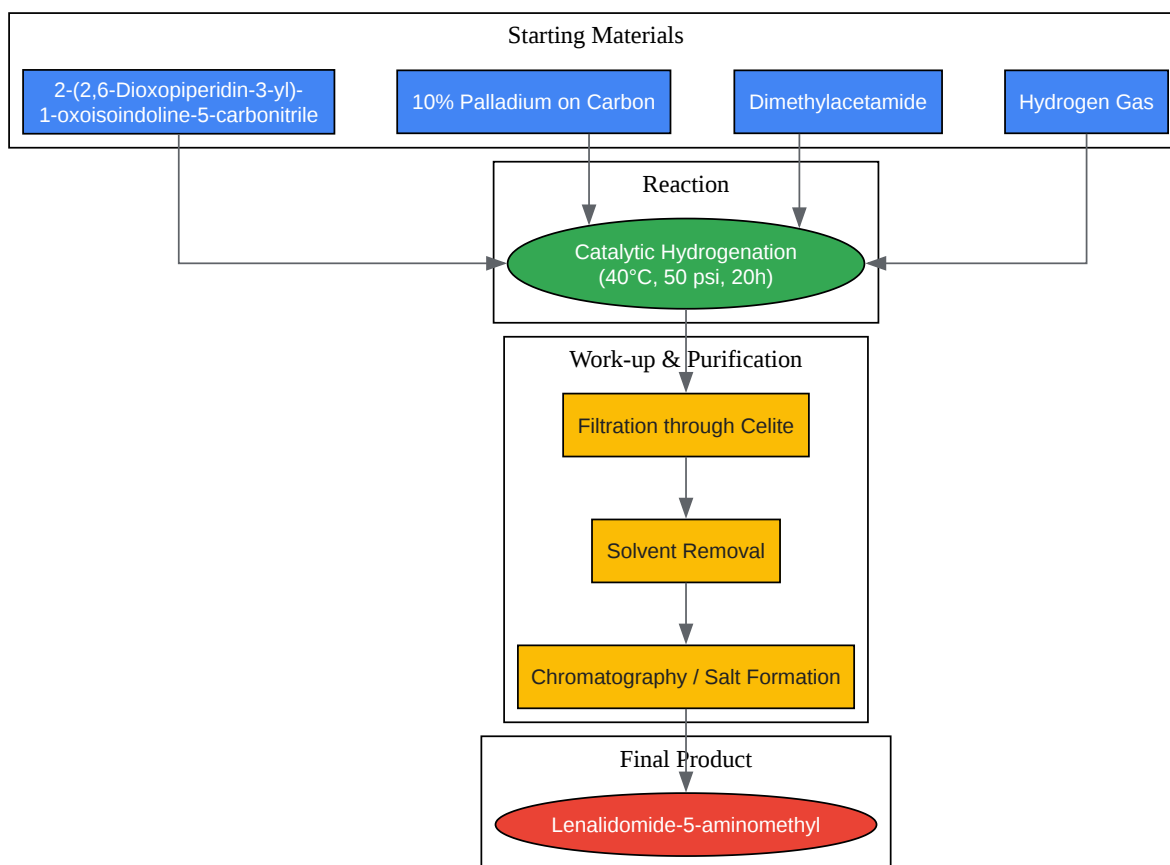 Starting Materials
2-(2,6-Dioxopiperidin-3-yl)-
1-oxoisoindoline-5-carbonitrile
10% Palladium on Carbon
Dimethylacetamide
Hydrogen Gas
Reaction
Catalytic Hydrogenation
(40°C, 50 psi, 20h)
Work-up & Purification
Filtration through Celite
Solvent Removal
Chromatography / Salt Formation
Final Product
Lenalidomide-5-aminomethyl